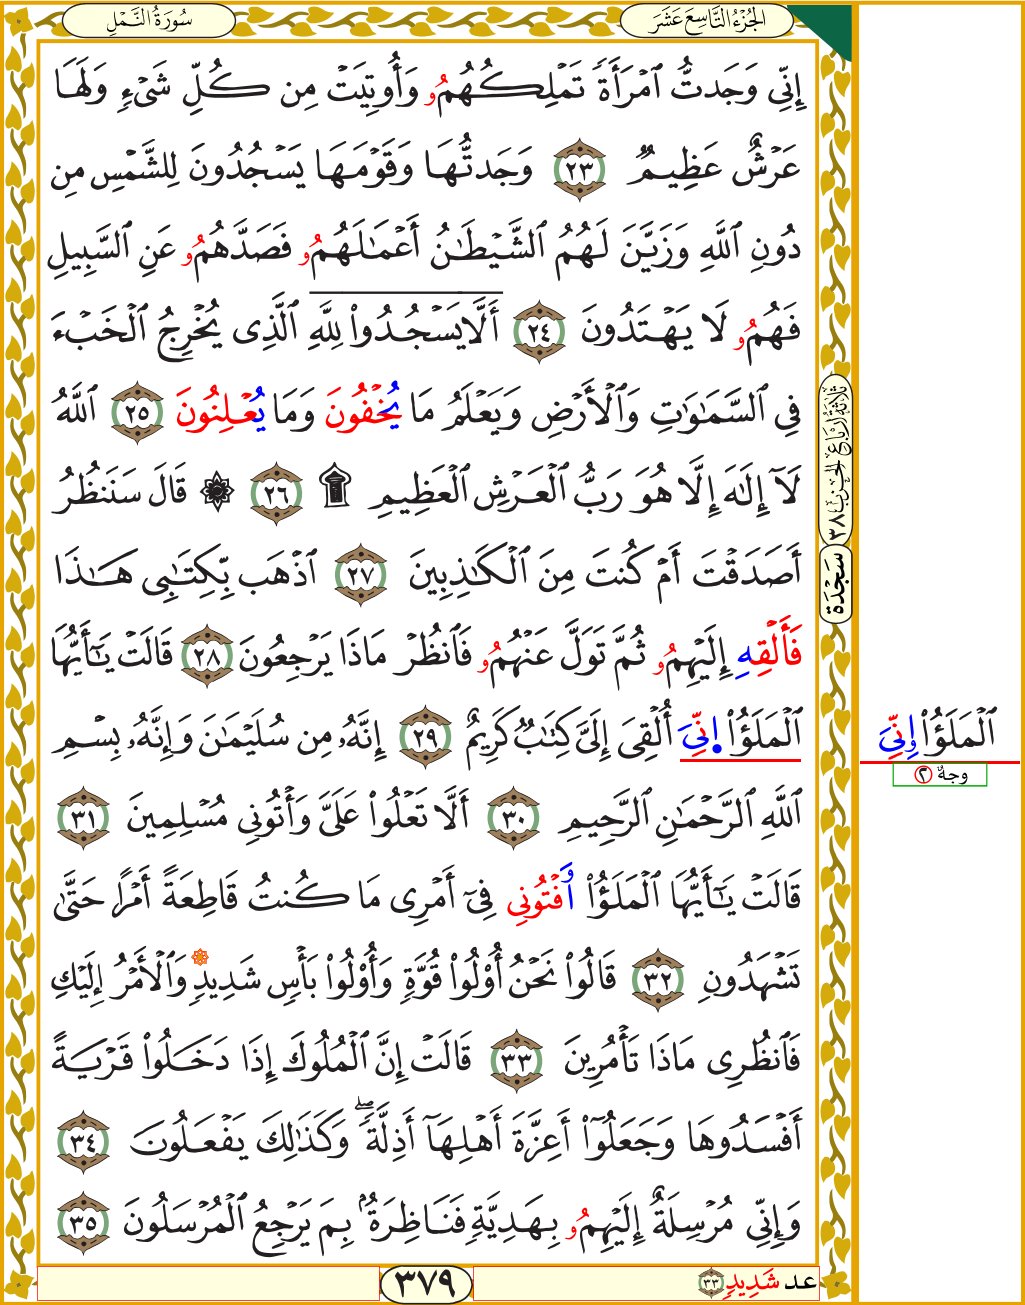 سُورَةُ النَّمْلِ
الجُزْءُ التَّاسِعَ عَشَرَ
إِنِّي وَجَدتُّ ٱمْرَأَةً تَمْلِكُهُمُۥ وَأُوتِيَتْ مِن كُلِّ شَىْءٍ وَلَهَا
عَرْشٌ عَظِيمٌ ٢٣ وَجَدتُّهَا وَقَوْمَهَا يَسْجُدُونَ لِلشَّمْسِ مِن
دُونِ ٱللَّهِ وَزَيَّنَ لَهُمُ ٱلشَّيْطَـٰنُ أَعْمَـٰلَهُمُۥ فَصَدَّهُمُۥ عَنِ ٱلسَّبِيلِ
فَهُمُۥ لَا يَهْتَدُونَ ٢٤ أَلَّا يَسْجُدُوا۟ لِلَّهِ ٱلَّذِى يُخْرِجُ ٱلْخَبْءَ
فِي ٱلسَّمَـٰوَٰتِ وَٱلْأَرْضِ وَيَعْلَمُ مَا يُخْفُونَ وَمَا يُعْلِنُونَ ٢٥ ٱللَّهُ
لَآ إِلَـٰهَ إِلَّا هُوَ رَبُّ ٱلْعَرْشِ ٱلْعَظِيمِ ۩ ٢٦ ۞ قَالَ سَنَنظُرُ
أَصَدَقْتَ أَمْ كُنتَ مِنَ ٱلْكَـٰذِبِينَ ٢٧ ٱذْهَب بِّكِتَـٰبِى هَـٰذَا
فَأَلْقِهِ إِلَيْهِمُۥ ثُمَّ تَوَلَّ عَنْهُمُۥ فَٱنظُرْ مَاذَا يَرْجِعُونَ ٢٨ قَالَتْ يَـٰٓأَيُّهَا
ٱلْمَلَؤُا۟ اِنِّىَ أُلْقِىَ إِلَىَّ كِتَـٰبٌ كَرِيمٌ ٢٩ إِنَّهُۥ مِن سُلَيْمَـٰنَ وَإِنَّهُۥ بِسْمِ
ٱللَّهِ ٱلرَّحْمَـٰنِ ٱلرَّحِيمِ ٣٠ أَلَّا تَعْلُوا۟ عَلَىَّ وَأْتُونِى مُسْلِمِينَ ٣١
قَالَتْ يَـٰٓأَيُّهَا ٱلْمَلَؤُا۟ وَفْتُونِى فِىٓ أَمْرِى مَا كُنتُ قَاطِعَةً أَمْرًا حَتَّىٰ
تَشْهَدُونِ ٣٢ قَالُوا۟ نَحْنُ أُو۟لُوا۟ قُوَّةٍ وَأُو۟لُوا۟ بَأْسٍ شَدِيدٍ وَٱلْأَمْرُ إِلَيْكِ
فَٱنظُرِى مَاذَا تَأْمُرِينَ ٣٣ قَالَتْ إِنَّ ٱلْمُلُوكَ إِذَا دَخَلُوا۟ قَرْيَةً
أَفْسَدُوهَا وَجَعَلُوٓا۟ أَعِزَّةَ أَهْلِهَآ أَذِلَّةً ۖ وَكَذَٰلِكَ يَفْعَلُونَ ٣٤
وَإِنِّي مُرْسِلَةٌ إِلَيْهِمُۥ بِهَدِيَّةٍ فَنَاظِرَةٌۢ بِمَ يَرْجِعُ ٱلْمُرْسَلُونَ ٣٥
ثَلَاثَةُ أَرْبَاعِ الحِزْبِ ٣٨
سَجْدَة
ٱلْمَلَؤُا۟ اِنِّىَ
وجهٌ ٢
عد شَدِيدٍ ٣٣
٣٧٩